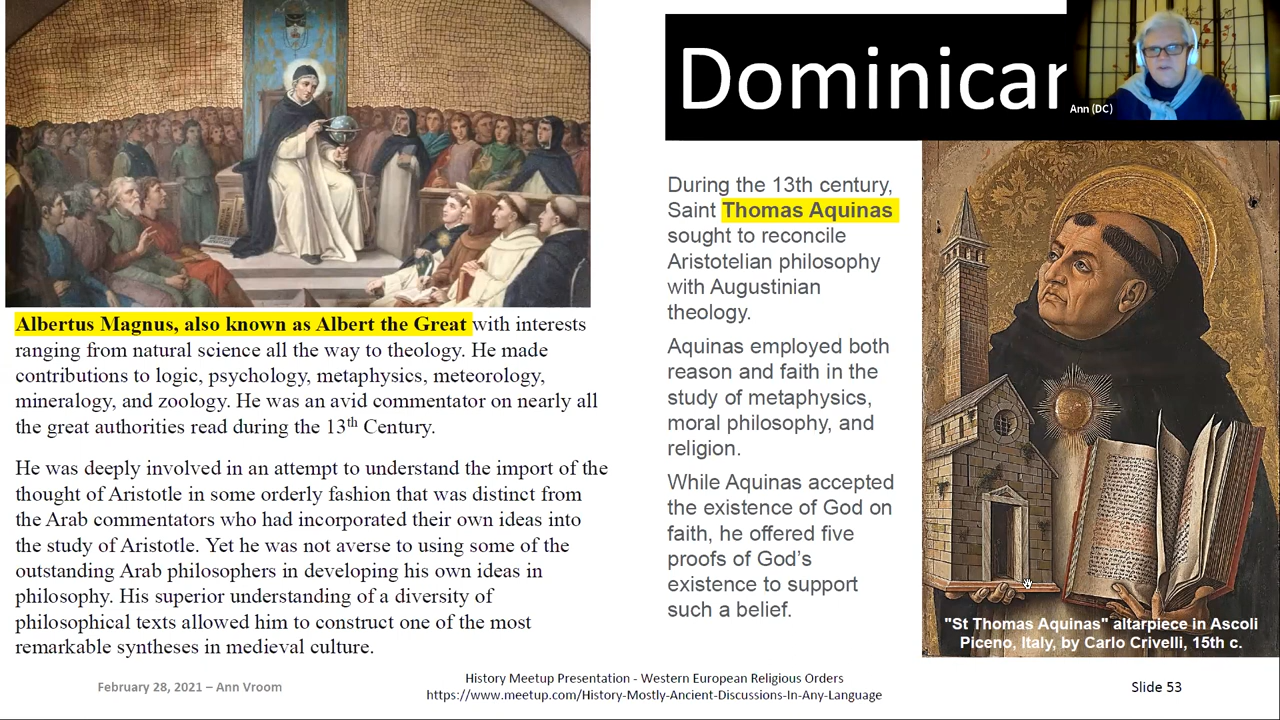 Dominican
Ann (DC)
Albertus Magnus, also known as Albert the Great with interests
ranging from natural science all the way to theology. He made
contributions to logic, psychology, metaphysics, meteorology,
mineralogy, and zoology. He was an avid commentator on nearly all
the great authorities read during the 13th Century.
He was deeply involved in an attempt to understand the import of the
thought of Aristotle in some orderly fashion that was distinct from
the Arab commentators who had incorporated their own ideas into
the study of Aristotle. Yet he was not averse to using some of the
outstanding Arab philosophers in developing his own ideas in
philosophy. His superior understanding of a diversity of
philosophical texts allowed him to construct one of the most
remarkable syntheses in medieval culture.
During the 13th century,
Saint Thomas Aquinas
sought to reconcile
Aristotelian philosophy
with Augustinian
theology.
Aquinas employed both
reason and faith in the
study of metaphysics,
moral philosophy, and
religion.
While Aquinas accepted
the existence of God on
faith, he offered five
proofs of God's
existence to support
such a belief.
"St Thomas Aquinas" altarpiece in Ascoli
Piceno, Italy, by Carlo Crivelli, 15th c.
February 28, 2021 – Ann Vroom
History Meetup Presentation - Western European Religious Orders
https://www.meetup.com/History-Mostly-Ancient-Discussions-In-Any-Language
Slide 53